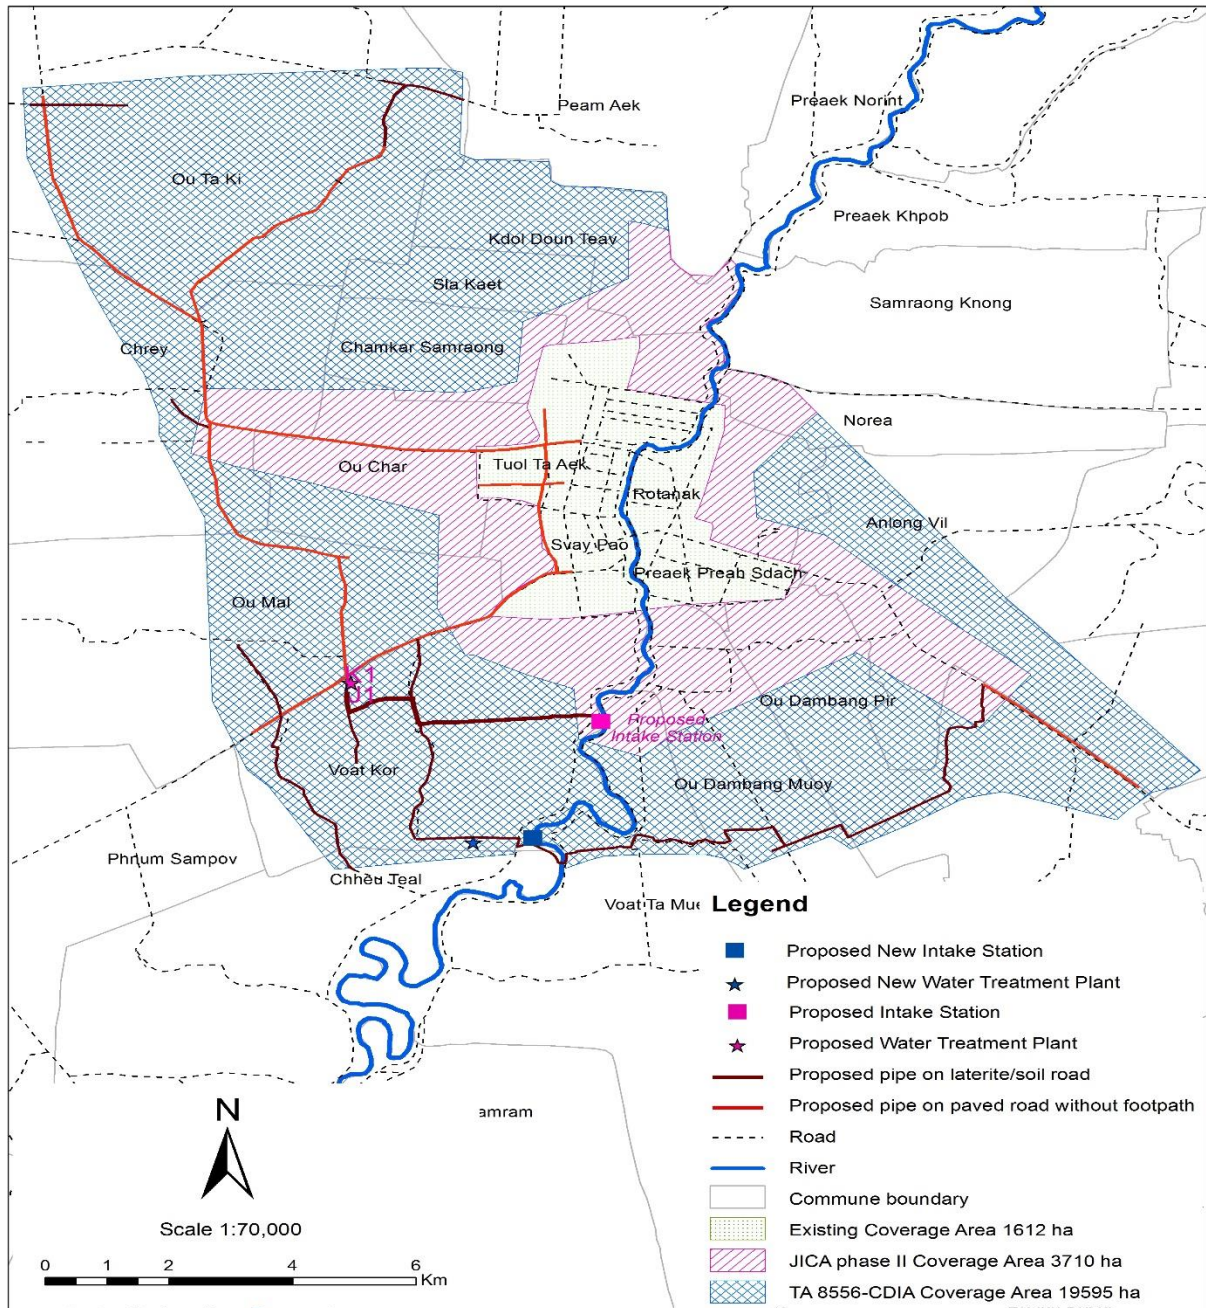 Peam Aek
Preaek Norint
Ou Ta Ki
Preaek Khpob
Kdol Doun Teav
Sla Kaet
Samraong Knong
Chrey
Chamkar Samraong
Norea
Ou Char
Tuol Ta Aek
Rotanak
Anlong Vil
Svay Pao
Preaek Preah Sdach
Ou Mal
K1
J1
Ou Dambang Pir
Proposed
Intake Station
Voat Kor
Ou Dambang Muoy
Phnum Sampov
Chheu Teal
Voat Ta Mue
Legend
Proposed New Intake Station
Proposed New Water Treatment Plant
Proposed Intake Station
Proposed Water Treatment Plant
Proposed pipe on laterite/soil road
Proposed pipe on paved road without footpath
Road
River
Commune boundary
Existing Coverage Area 1612 ha
JICA phase II Coverage Area 3710 ha
TA 8556-CDIA Coverage Area 19595 ha
amram
N
Scale 1:70,000
0 1 2 4 6
Km